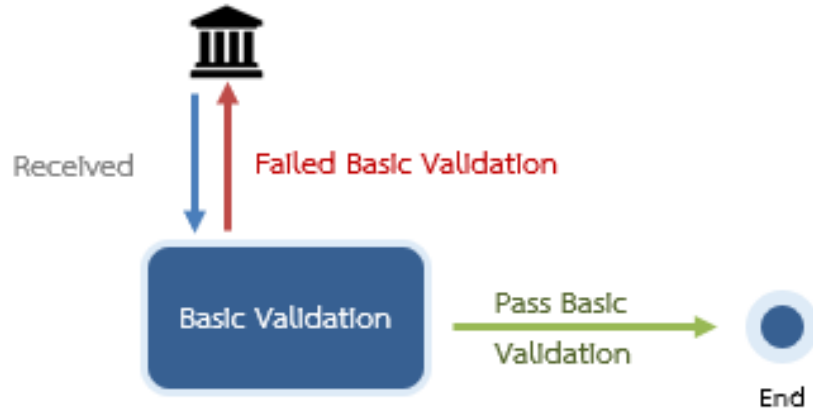 Received
Failed Basic Validation
Basic Validation
Pass Basic
Validation
End